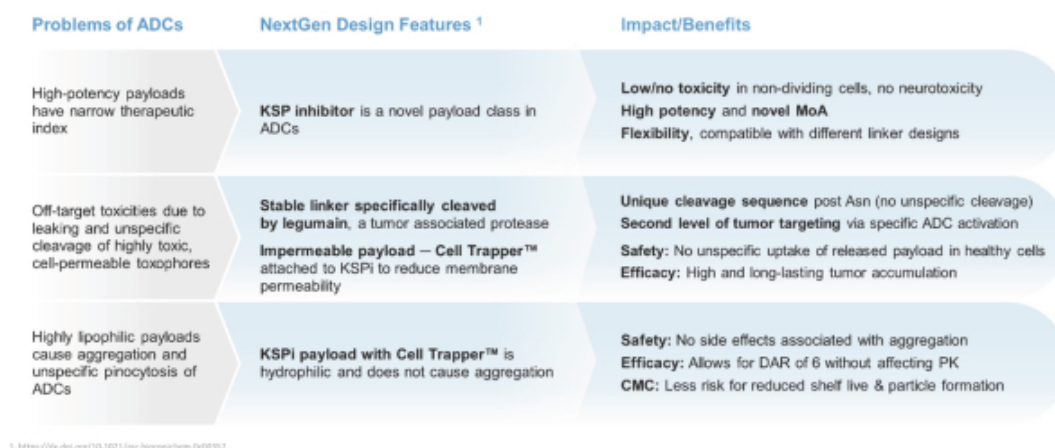 Problems of ADCs
NextGen Design Features 1
Impact/Benefits
High-potency payloads
have narrow therapeutic
index
KSP inhibitor is a novel payload class in
ADCs
Low/no toxicity in non-dividing cells, no neurotoxicity
High potency and novel MoA
Flexibility, compatible with different linker designs
Off-target toxicities due to
leaking and unspecific
cleavage of highly toxic,
cell-permeable toxophores
Stable linker specifically cleaved
by legumain, a tumor associated protease
Impermeable payload — Cell Trapper™
attached to KSPi to reduce membrane
permeability
Unique cleavage sequence post Asn (no unspecific cleavage)
Second level of tumor targeting via specific ADC activation
Safety: No unspecific uptake of released payload in healthy cells
Efficacy: High and long-lasting tumor accumulation
Highly lipophilic payloads
cause aggregation and
unspecific pinocytosis of
ADCs
KSPi payload with Cell Trapper™ is
hydrophilic and does not cause aggregation
Safety: No side effects associated with aggregation
Efficacy: Allows for DAR of 6 without affecting PK
CMC: Less risk for reduced shelf live & particle formation